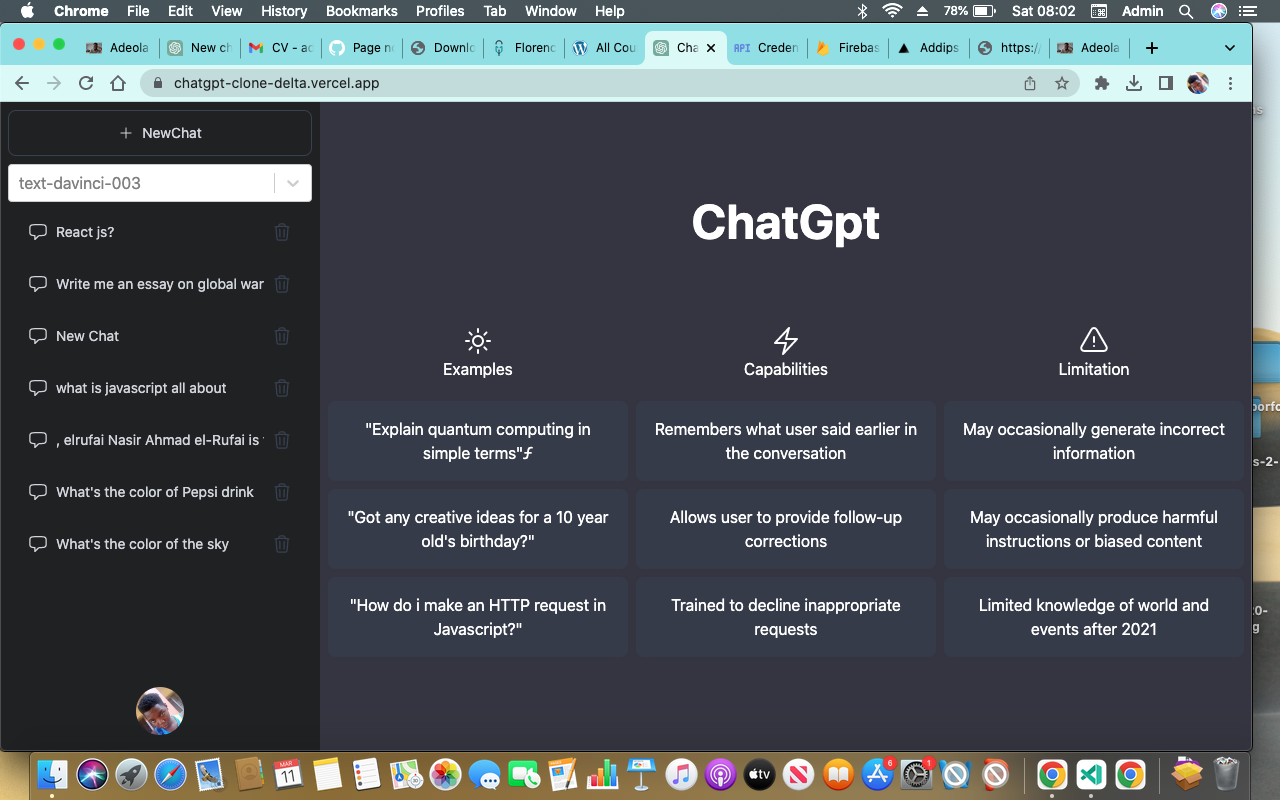 Chrome File Edit View History Bookmarks Profiles Tab Window Help 78% Sat 08:02 Admin
Adeola New ch CV - ac Page no Downlo Florenc All Cou Cha Creden Firebas Addips https:/ Adeola
chatgpt-clone-delta.vercel.app
NewChat
text-davinci-003
React js?
Write me an essay on global war
New Chat
what is javascript all about
, elrufai Nasir Ahmad el-Rufai is
What's the color of Pepsi drink
What's the color of the sky
ChatGpt
Examples
"Explain quantum computing in
simple terms"ƒ
"Got any creative ideas for a 10 year
old's birthday?"
"How do i make an HTTP request in
Javascript?"
Capabilities
Remembers what user said earlier in
the conversation
Allows user to provide follow-up
corrections
Trained to decline inappropriate
requests
Limitation
May occasionally generate incorrect
information
May occasionally produce harmful
instructions or biased content
Limited knowledge of world and
events after 2021
MAR
11
tv
6
1